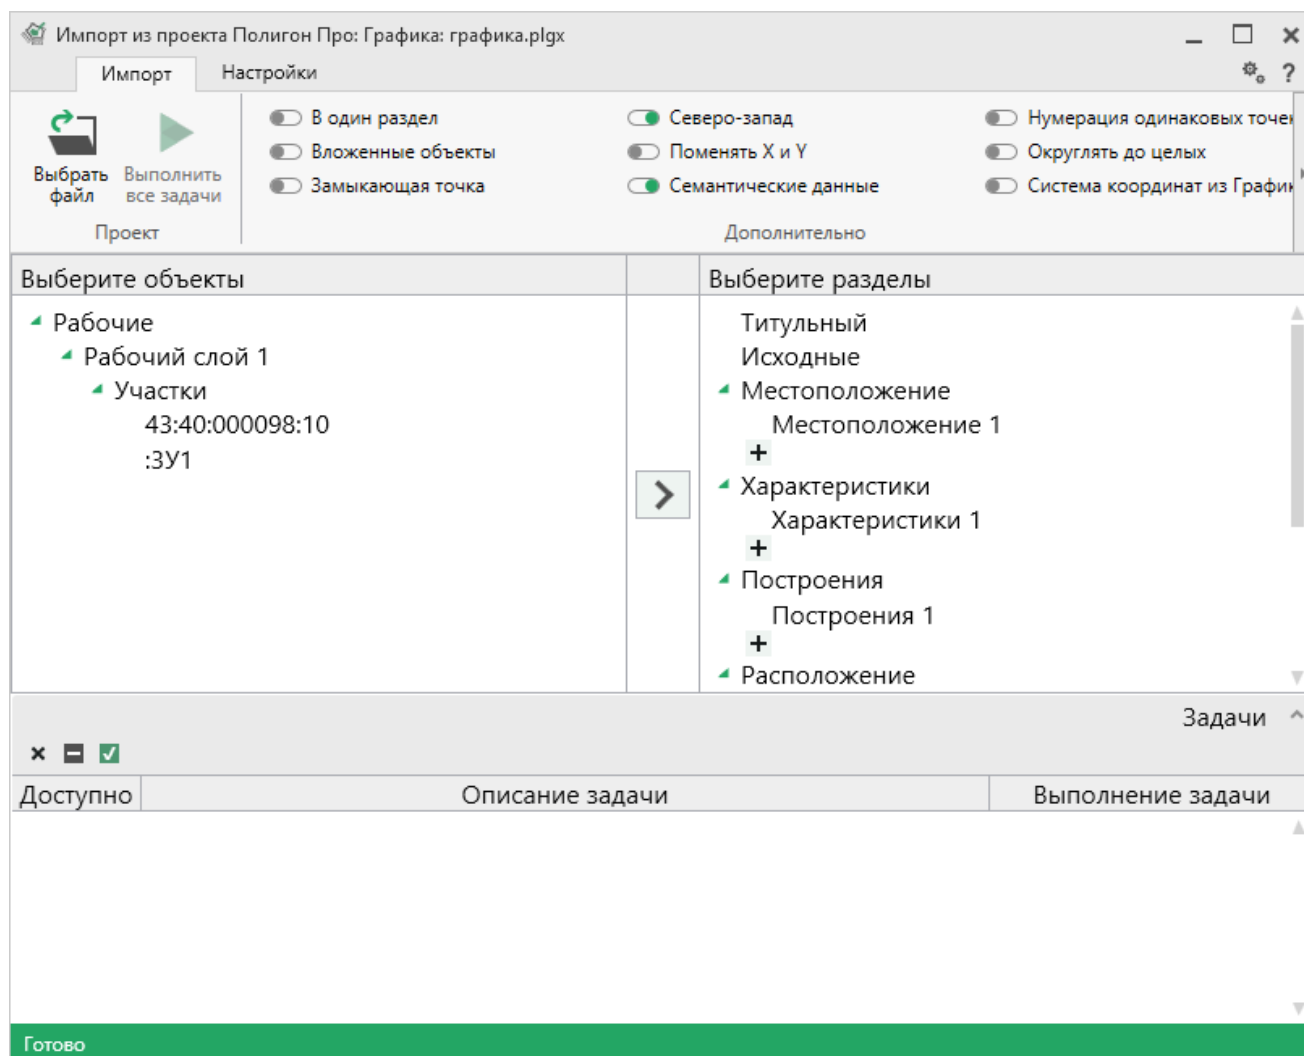 Импорт из проекта Полигон Про: Графика: графика.plgx
Импорт Настройки
?
Выбрать файл
Выполнить все задачи
Проект
В один раздел
Вложенные объекты
Замыкающая точка
Северо-запад
Поменять X и Y
Семантические данные
Нумерация одинаковых точек
Округлять до целых
Система координат из Графи
Дополнительно
Выберите объекты
Рабочие
Рабочий слой 1
Участки
43:40:000098:10
:ЗУ1
Выберите разделы
Титульный
Исходные
Местоположение
Местоположение 1
+
Характеристики
Характеристики 1
+
Построения
Построения 1
+
Расположение
Задачи
Доступно Описание задачи Выполнение задачи
Готово